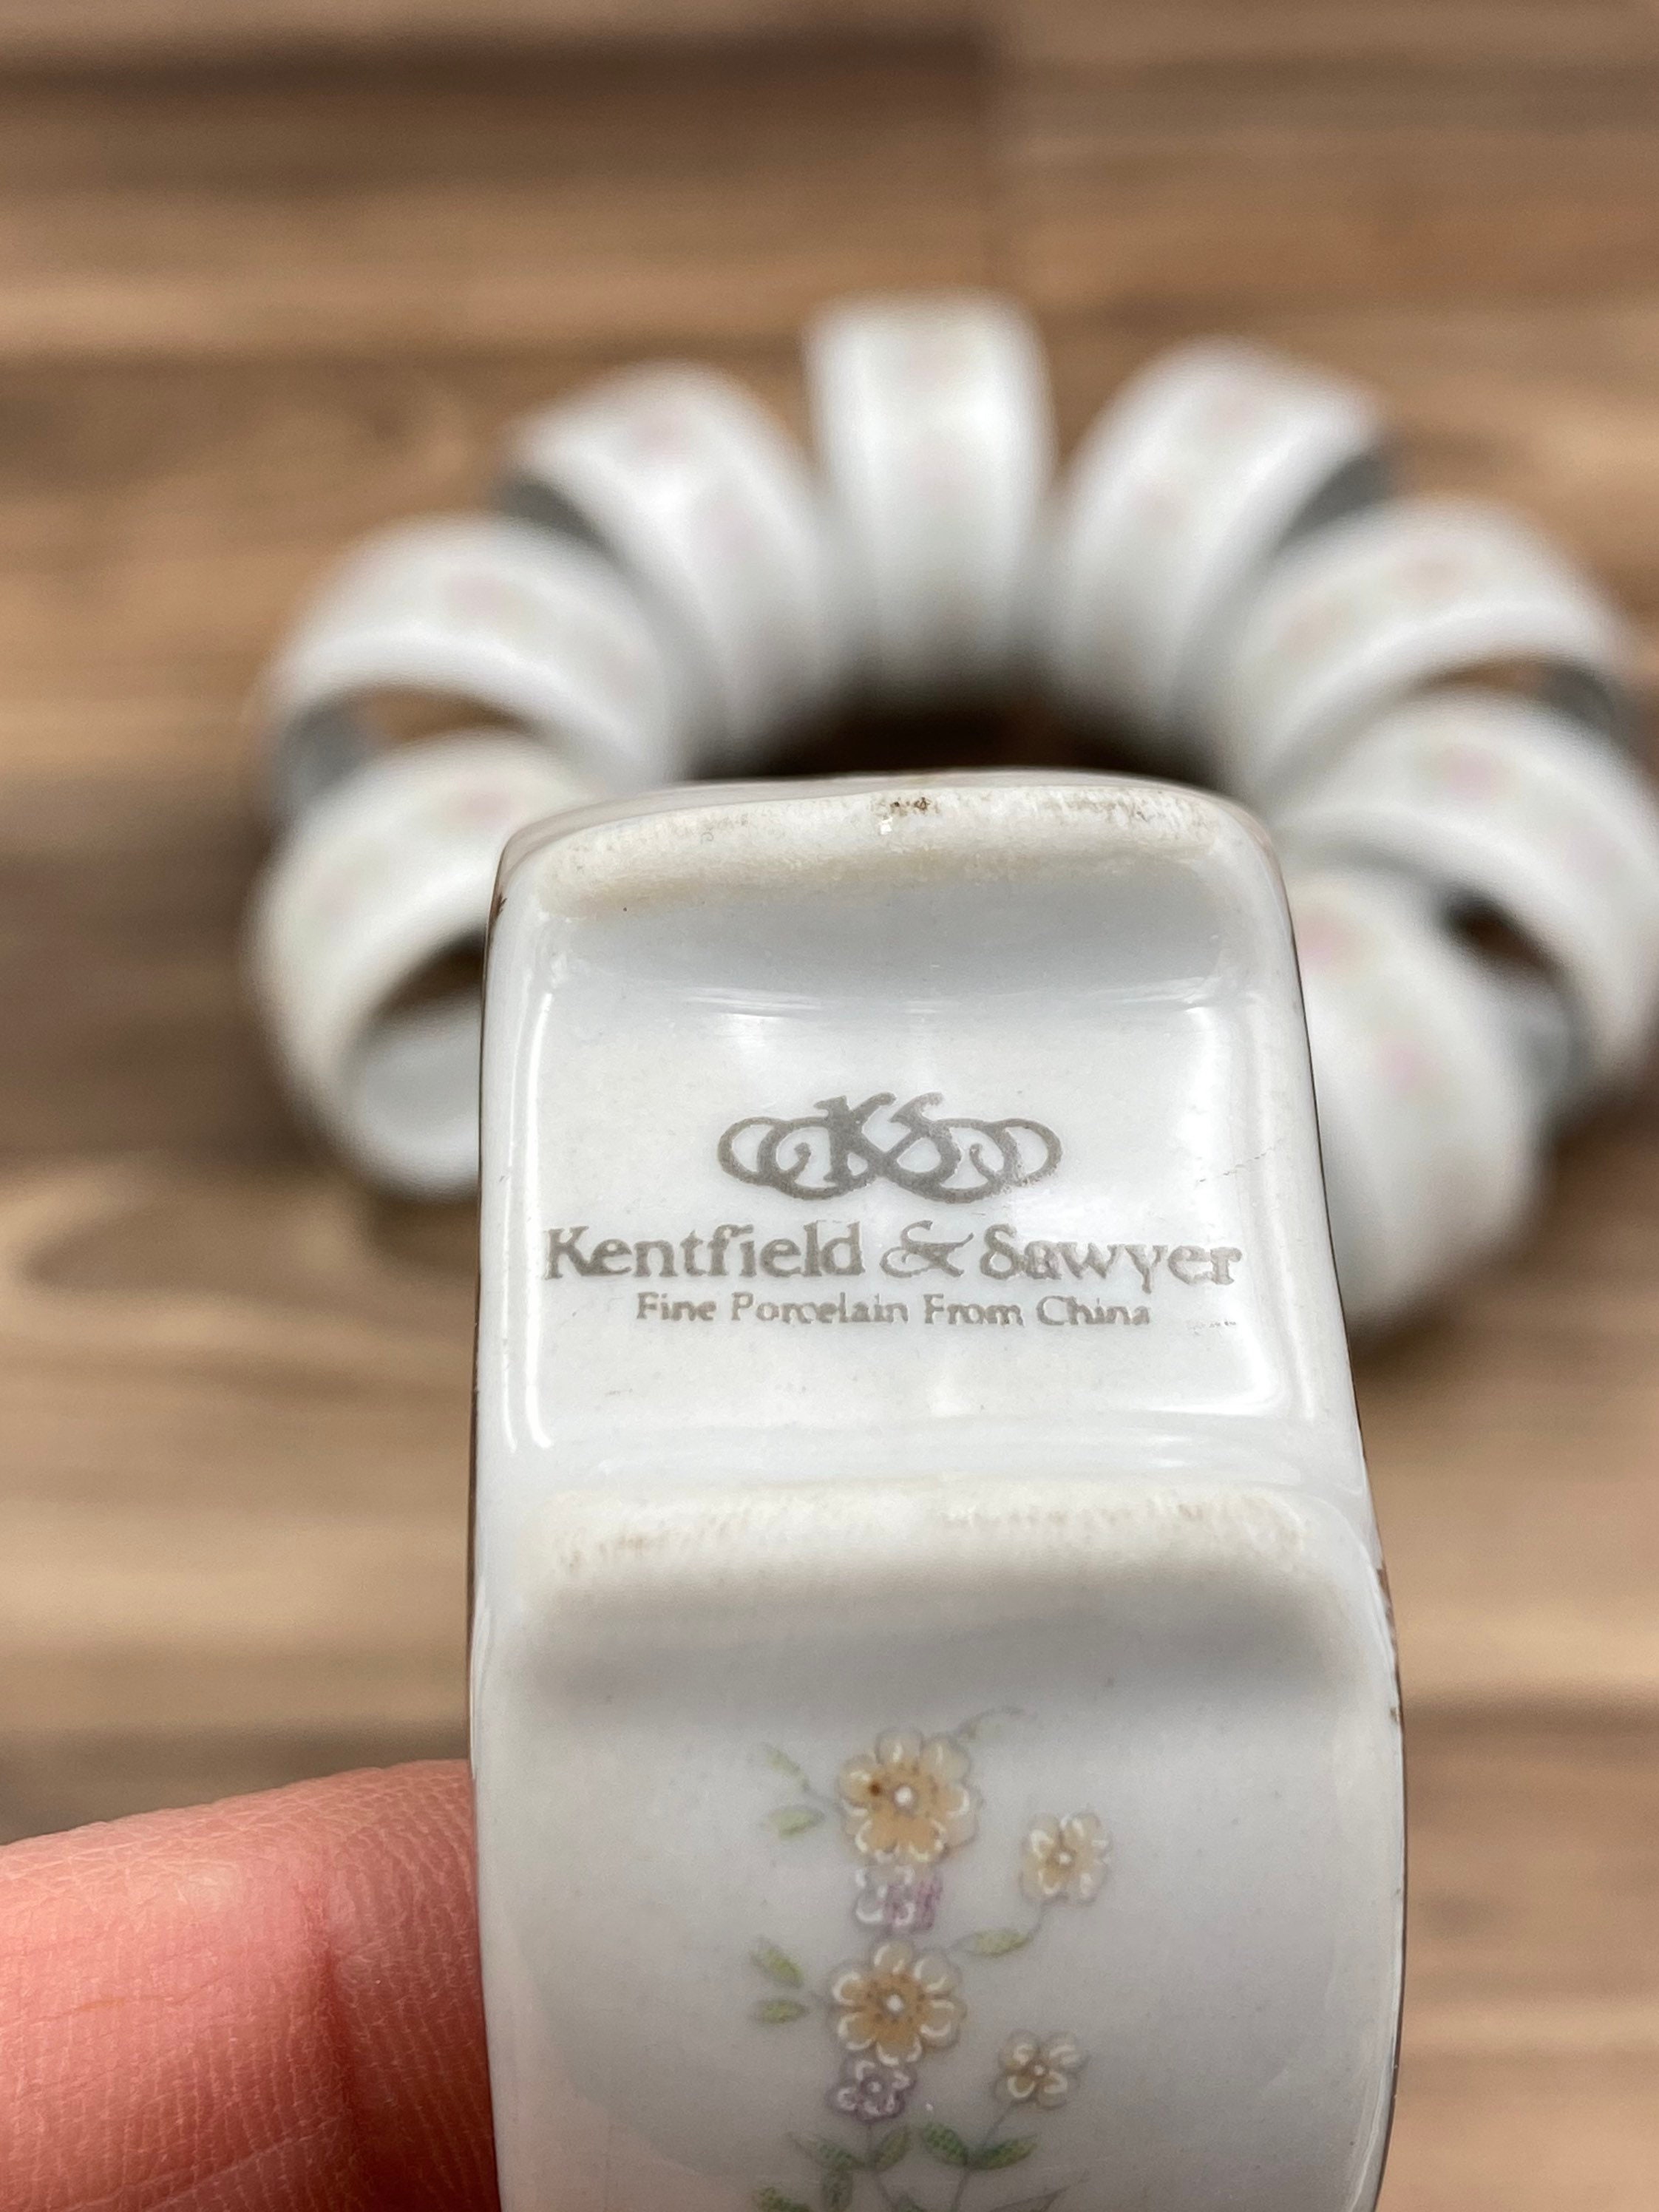 KS
Kentfield & Sawyer
Fine Porcelain From China